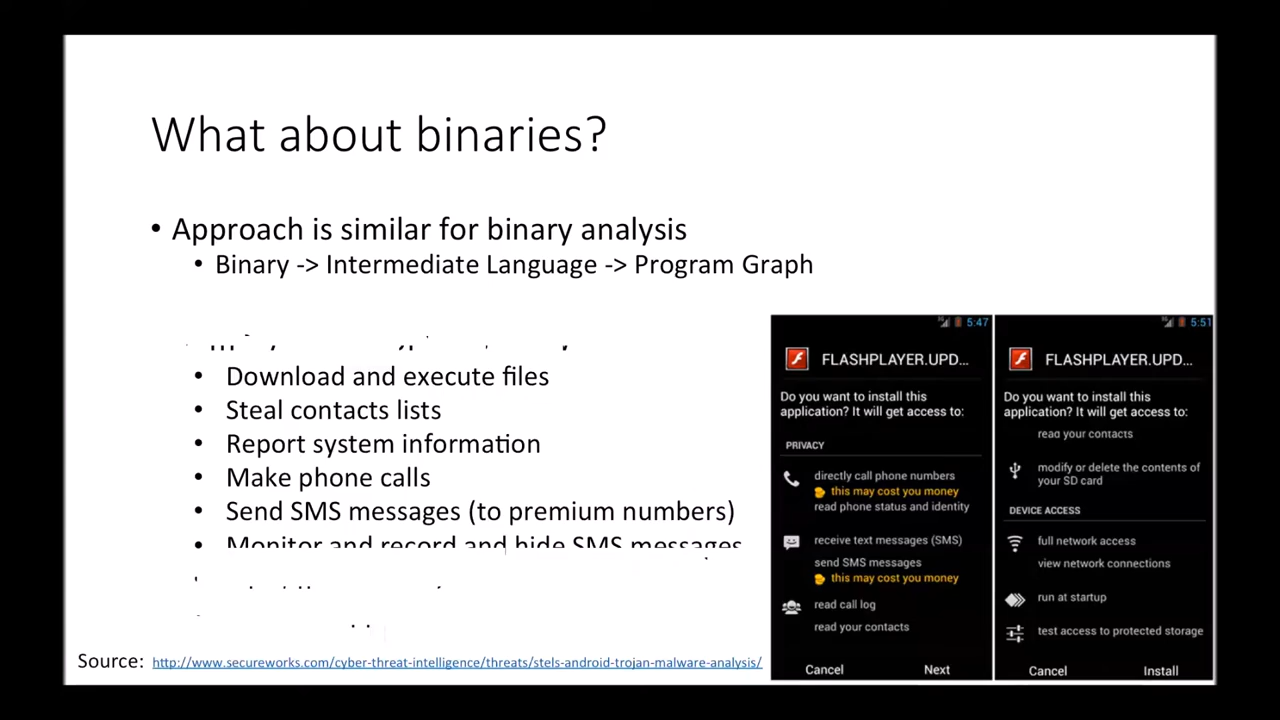 What about binaries?
• Approach is similar for binary analysis
• Binary -> Intermediate Language -> Program Graph
• Download and execute files
• Steal contacts lists
• Report system information
• Make phone calls
• Send SMS messages (to premium numbers)
• Monitor and record and hide SMS messages
Source: http://www.secureworks.com/cyber-threat-intelligence/threats/stels-android-trojan-malware-analysis/
5:47
FLASHPLAYER.UPD...
Do you want to install this
application? It will get access to:
PRIVACY
directly call phone numbers
this may cost you money
read phone status and identity
receive text messages (SMS)
send SMS messages
this may cost you money
read call log
read your contacts
Cancel Next
5:51
FLASHPLAYER.UPD...
Do you want to install this
application? It will get access to:
read your contacts
modify or delete the contents of
your SD card
DEVICE ACCESS
full network access
view network connections
run at startup
test access to protected storage
Cancel Install